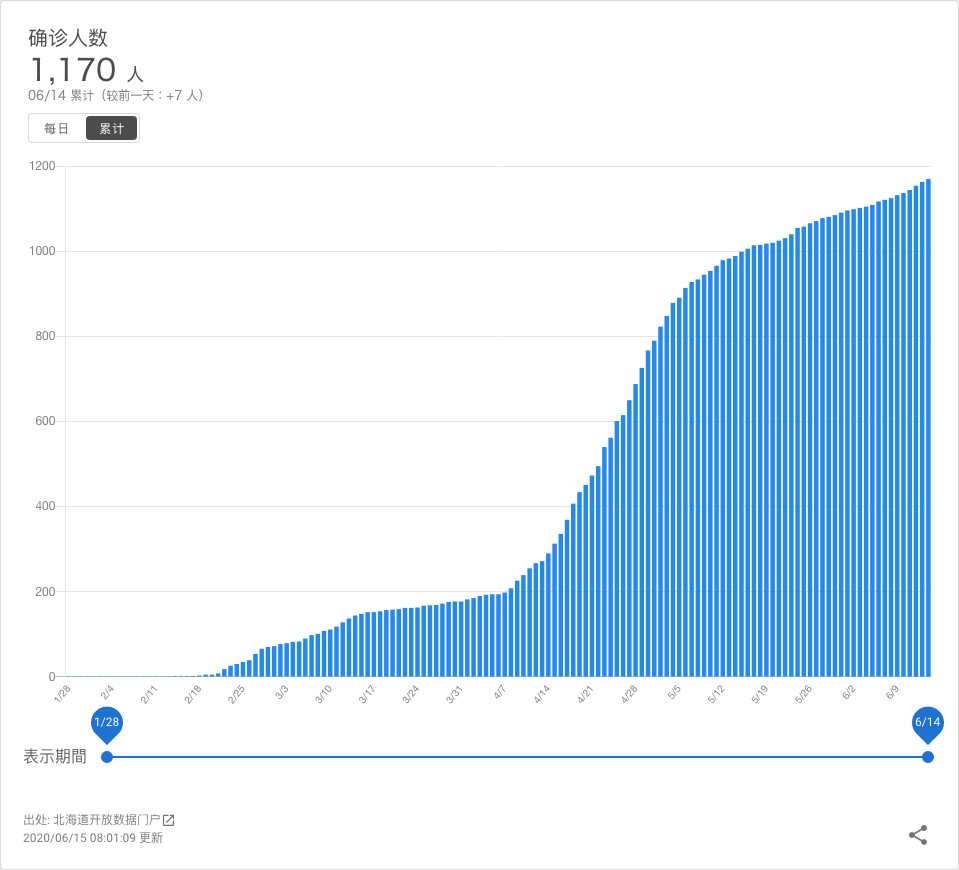 确诊人数
1,170 人
06/14 累计（较前一天：+7 人）
每日 累计
1200
1000
800
600
400
200
0
1/28 2/4 2/11 2/18 2/25 3/3 3/10 3/17 3/24 3/31 4/7 4/14 4/21 4/28 5/5 5/12 5/19 5/26 6/2 6/9
1/28 6/14
表示期間
出处: 北海道开放数据门户
2020/06/15 08:01:09 更新